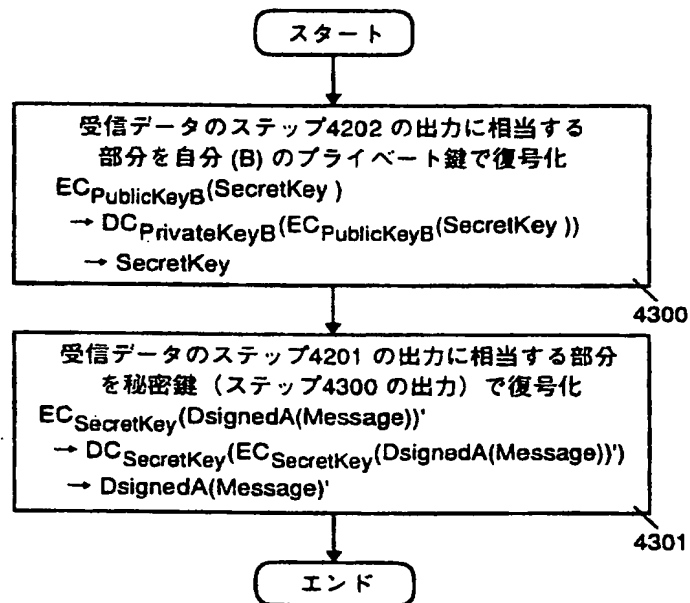 スタート
受信データのステップ4202 の出力に相当する
部分を自分 (B) のプライベート鍵で復号化
EC_PublicKeyB(SecretKey )
→ DC_PrivateKeyB(EC_PublicKeyB(SecretKey ))
→ SecretKey
4300
受信データのステップ4201 の出力に相当する部分
を秘密鍵（ステップ4300 の出力）で復号化
EC_SecretKey(DsignedA(Message))'
→ DC_SecretKey(EC_SecretKey(DsignedA(Message))')
→ DsignedA(Message)'
4301
エンド